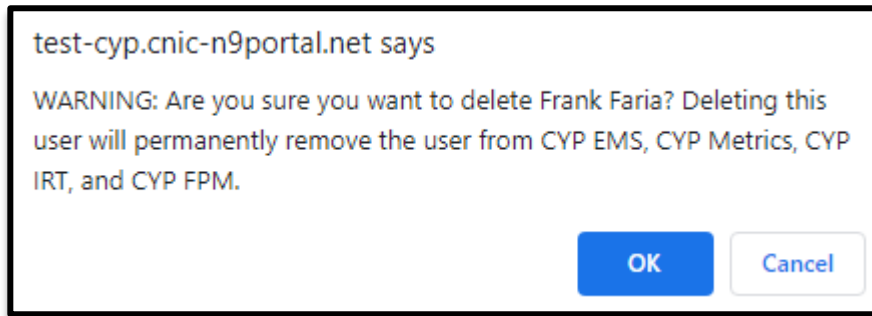 test-cyp.cnic-n9portal.net says
WARNING: Are you sure you want to delete Frank Faria? Deleting this
user will permanently remove the user from CYP EMS, CYP Metrics, CYP
IRT, and CYP FPM.
OK
Cancel